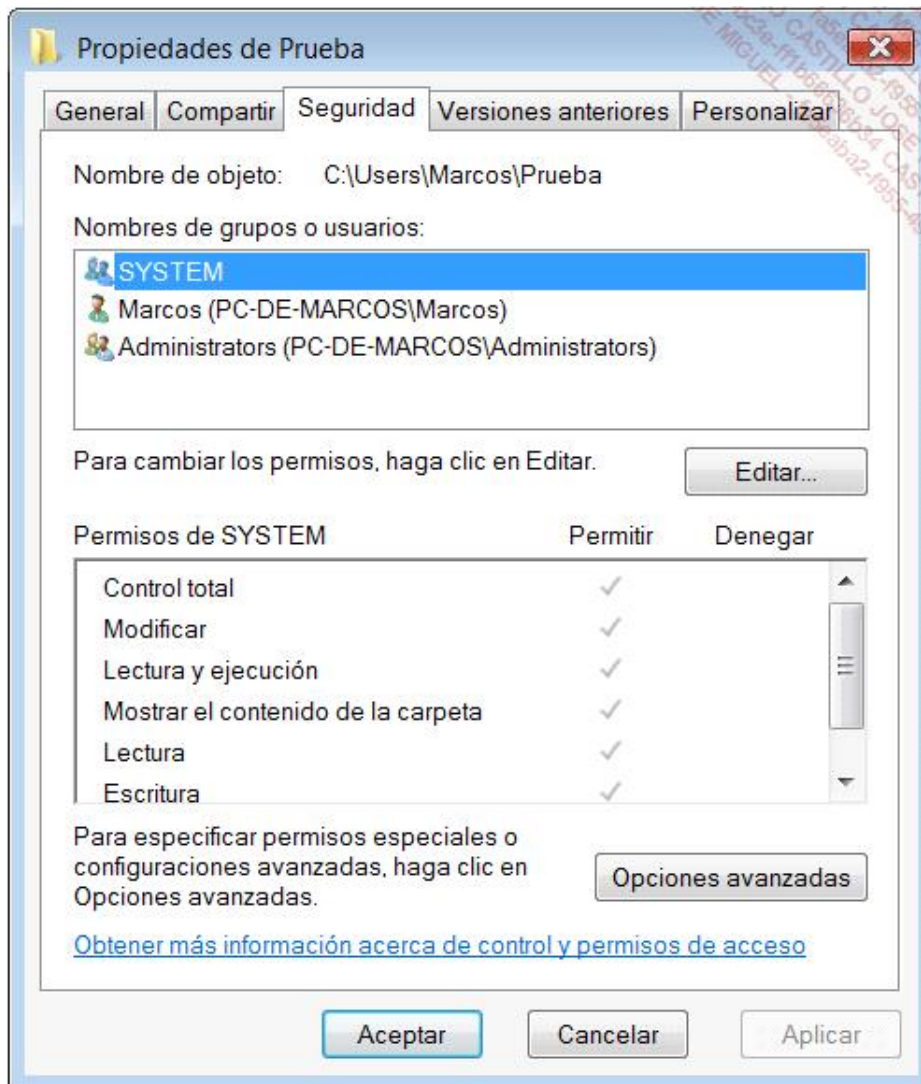 Propiedades de Prueba
General Compartir Seguridad Versiones anteriores Personalizar
Nombre de objeto: C:\Users\Marcos\Prueba
Nombres de grupos o usuarios:
SYSTEM
Marcos (PC-DE-MARCOS\Marcos)
Administrators (PC-DE-MARCOS\Administrators)
Para cambiar los permisos, haga clic en Editar.
Editar...
Permisos de SYSTEM Permitir Denegar
Control total
Modificar
Lectura y ejecución
Mostrar el contenido de la carpeta
Lectura
Escritura
Para especificar permisos especiales o
configuraciones avanzadas, haga clic en
Opciones avanzadas.
Opciones avanzadas
Obtener más información acerca de control y permisos de acceso
Aceptar Cancelar Aplicar